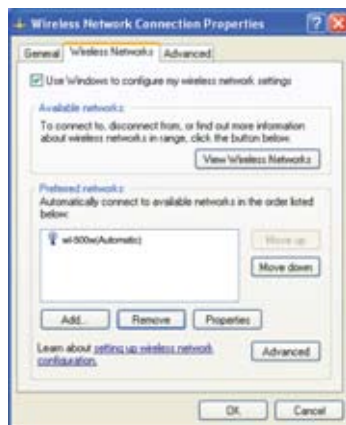 Wireless Network Connection Properties
General Wireless Networks Advanced
Use Windows to configure my wireless network settings
Available networks:
To connect to, disconnect from, or find out more information
about wireless networks in range, click the button below.
View Wireless Networks
Preferred networks:
Automatically connect to available networks in the order listed
below:
wl-500w(Automatic)
Move up
Move down
Add... Remove Properties
Learn about setting up wireless network
configuration.
Advanced
OK Cancel